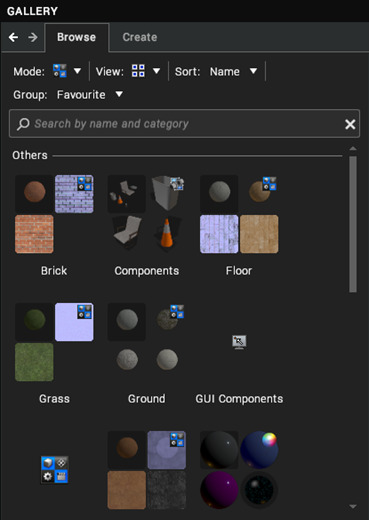 GALLERY
Browse Create
Mode: View: Sort: Name
Group: Favourite
Search by name and category
Others
Brick Components Floor
Grass Ground GUI Components